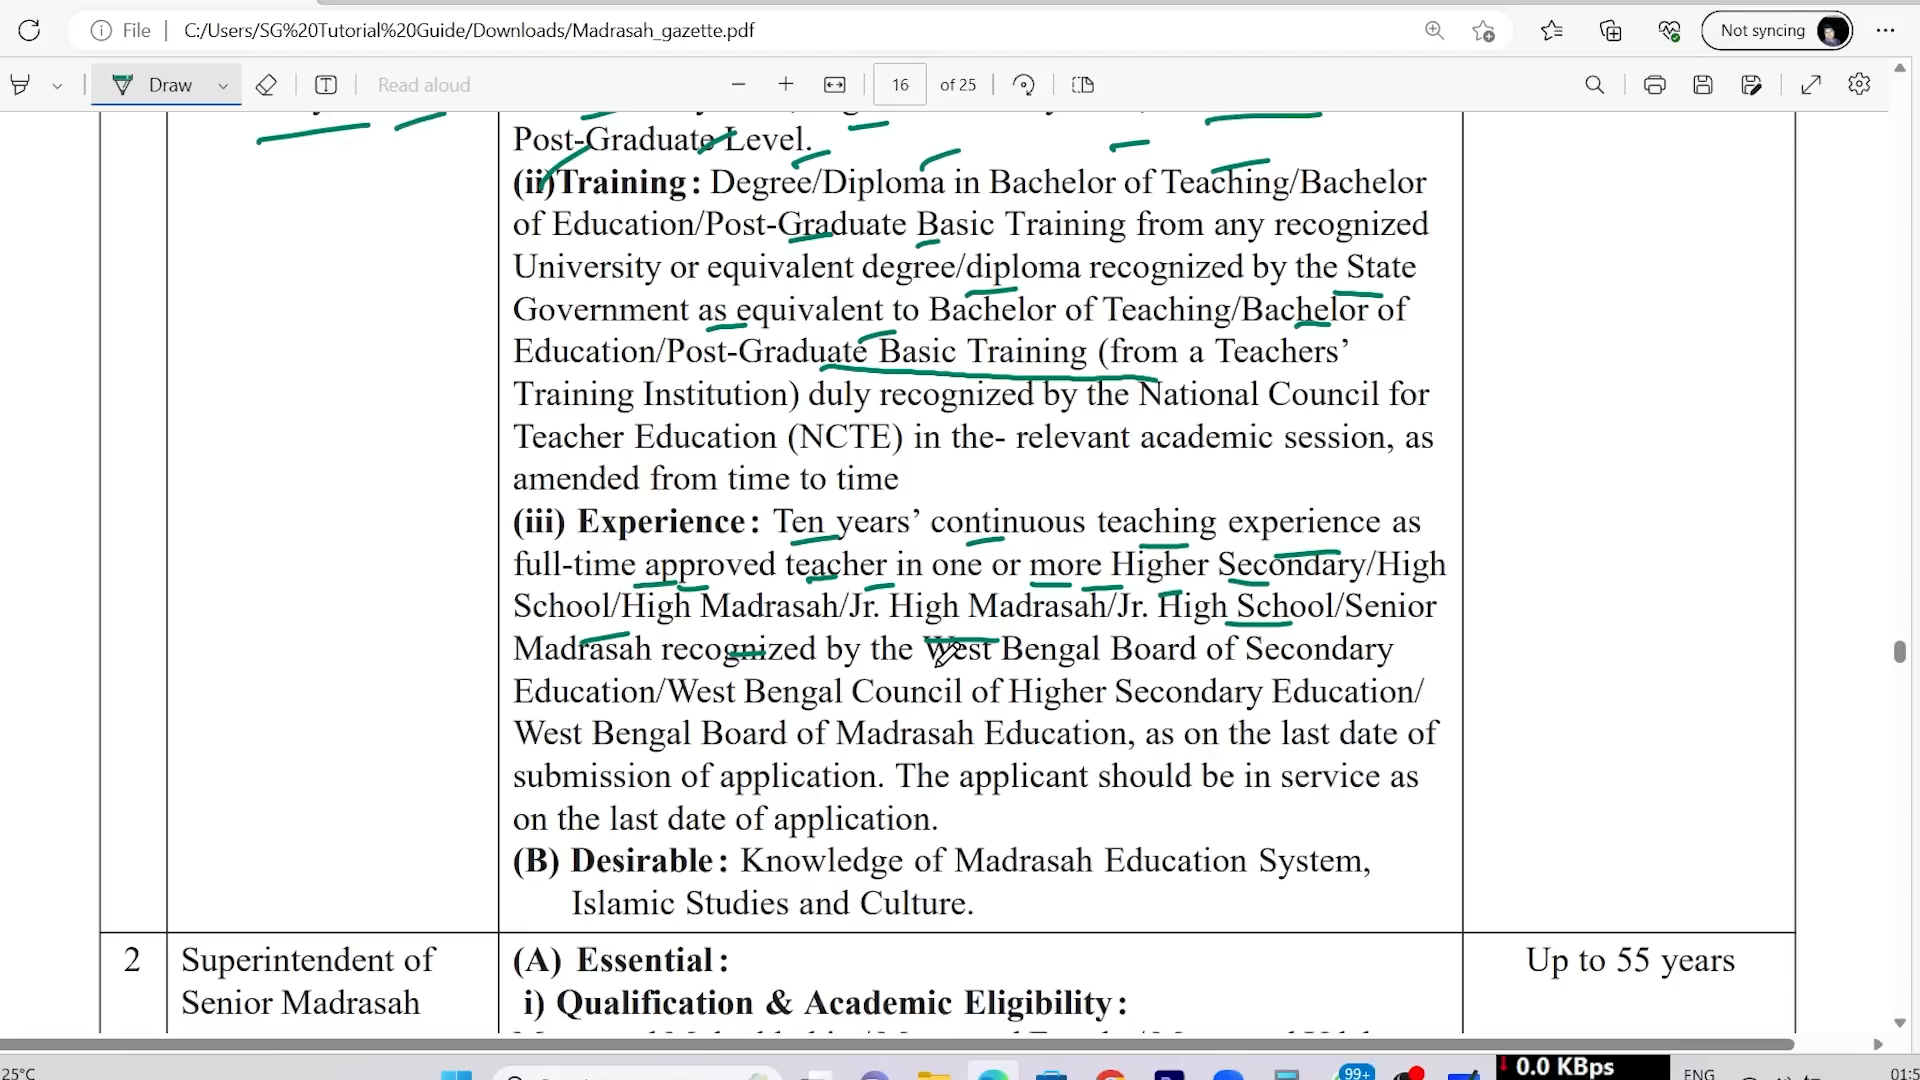 File
C:/Users/SG%20Tutorial%20Guide/Downloads/Madrasah_gazette.pdf
Not syncing
Draw
Read aloud
16 of 25
Post-Graduate Level.
(ii)Training: Degree/Diploma in Bachelor of Teaching/Bachelor
of Education/Post-Graduate Basic Training from any recognized
University or equivalent degree/diploma recognized by the State
Government as equivalent to Bachelor of Teaching/Bachelor of
Education/Post-Graduate Basic Training (from a Teachers’
Training Institution) duly recognized by the National Council for
Teacher Education (NCTE) in the- relevant academic session, as
amended from time to time
(iii) Experience: Ten years’ continuous teaching experience as
full-time approved teacher in one or more Higher Secondary/High
School/High Madrasah/Jr. High Madrasah/Jr. High School/Senior
Madrasah recognized by the West Bengal Board of Secondary
Education/West Bengal Council of Higher Secondary Education/
West Bengal Board of Madrasah Education, as on the last date of
submission of application. The applicant should be in service as
on the last date of application.
(B) Desirable: Knowledge of Madrasah Education System,
Islamic Studies and Culture.
2
Superintendent of
Senior Madrasah
(A) Essential:
i) Qualification & Academic Eligibility:
Up to 55 years
25°C
99+
0.0 KBps
ENG
01:5